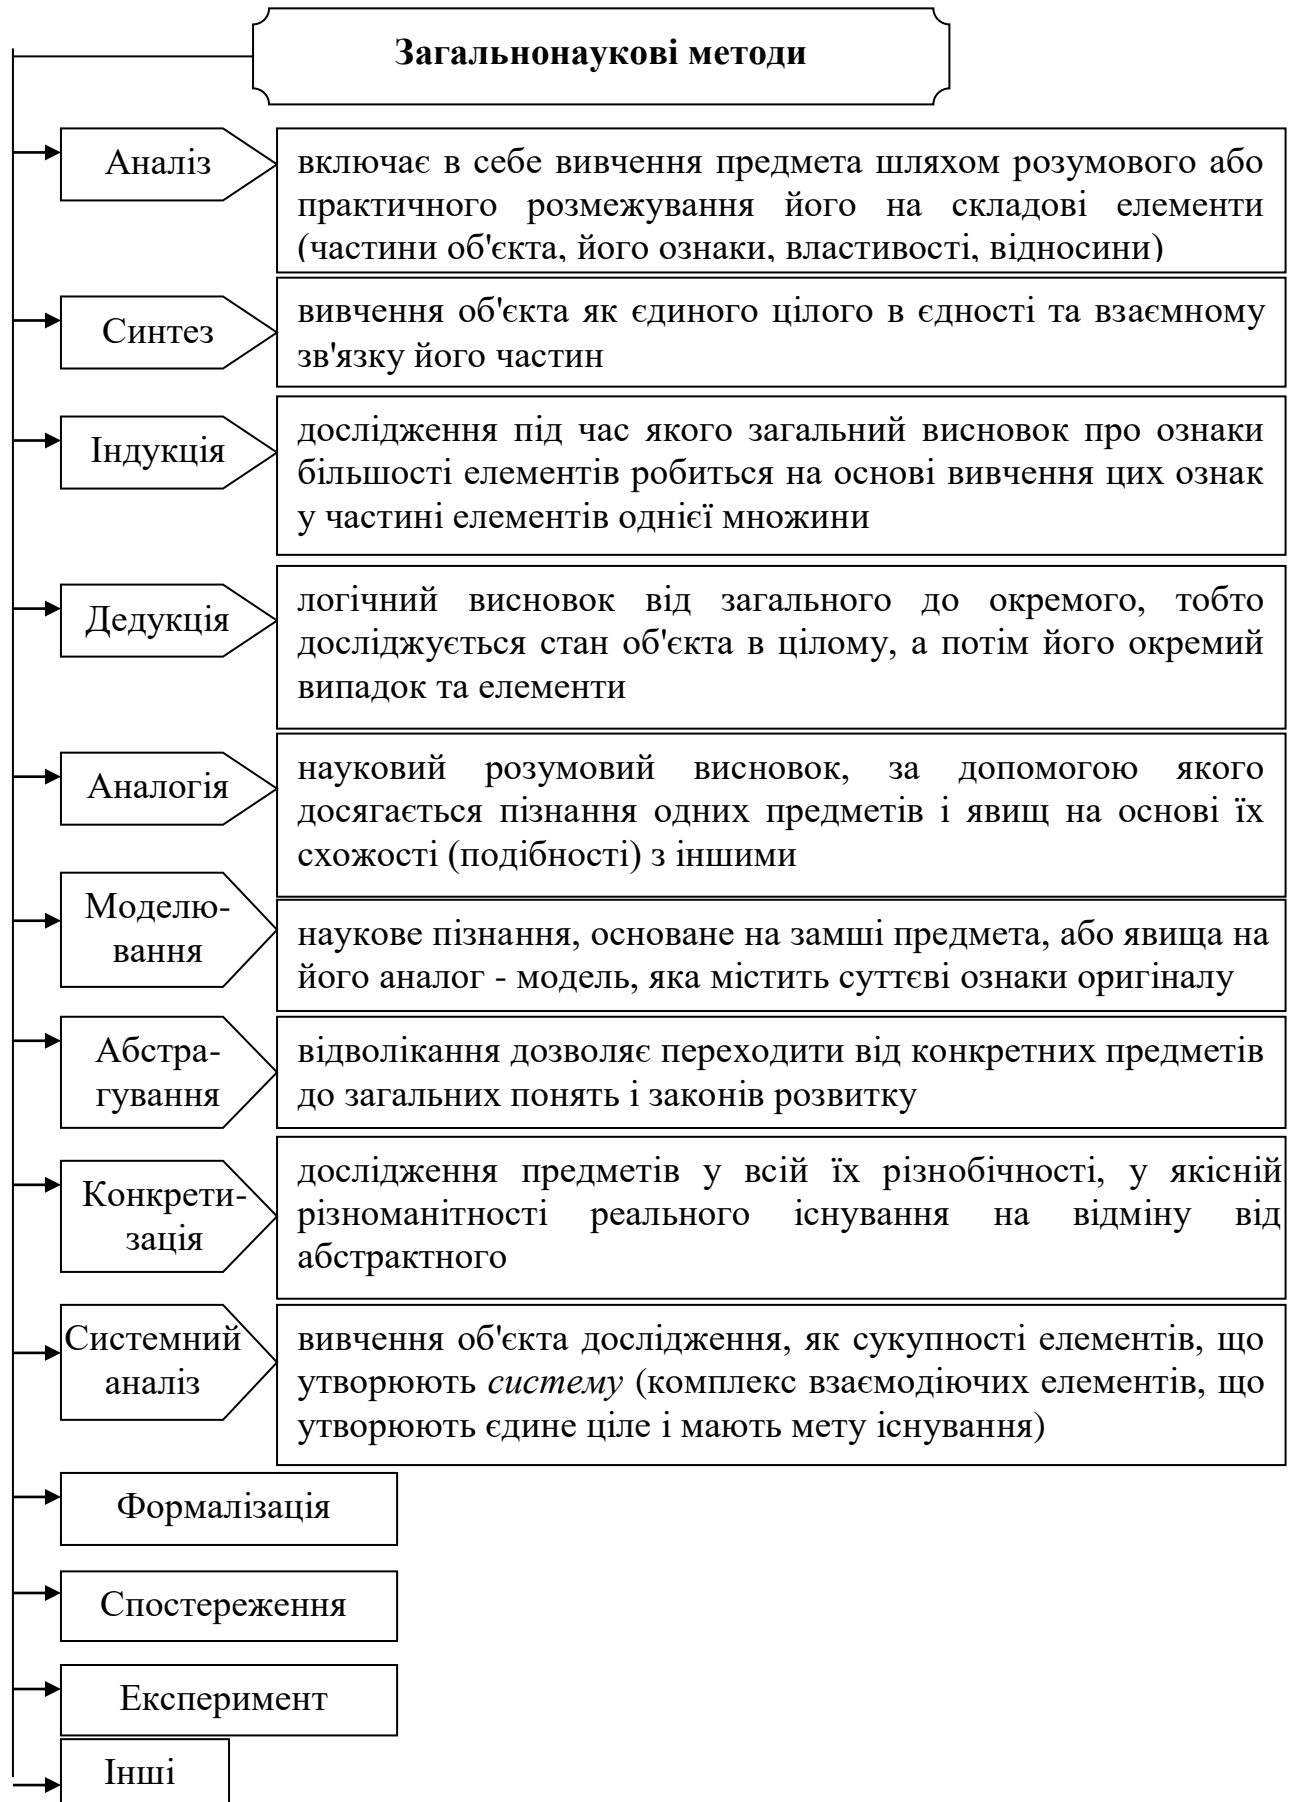 Загальнонаукові методи
Аналіз
включає в себе вивчення предмета шляхом розумового або
практичного розмежування його на складові елементи
(частини об'єкта, його ознаки, властивості, відносини)
Синтез
вивчення об'єкта як єдиного цілого в єдності та взаємному
зв'язку його частин
Індукція
дослідження під час якого загальний висновок про ознаки
більшості елементів робиться на основі вивчення цих ознак
у частині елементів однієї множини
Дедукція
логічний висновок від загального до окремого, тобто
досліджується стан об'єкта в цілому, а потім його окремий
випадок та елементи
Аналогія
науковий розумовий висновок, за допомогою якого
досягається пізнання одних предметів і явищ на основі їх
схожості (подібності) з іншими
Моделю-
вання
наукове пізнання, основане на замші предмета, або явища на
його аналог - модель, яка містить суттєві ознаки оригіналу
Абстра-
гування
відволікання дозволяє переходити від конкретних предметів
до загальних понять і законів розвитку
Конкрети-
зація
дослідження предметів у всій їх різнобічності, у якісній
різноманітності реального існування на відміну від
абстрактного
Системний
аналіз
вивчення об'єкта дослідження, як сукупності елементів, що
утворюють систему (комплекс взаємодіючих елементів, що
утворюють єдине ціле і мають мету існування)
Формалізація
Спостереження
Експеримент
Інші